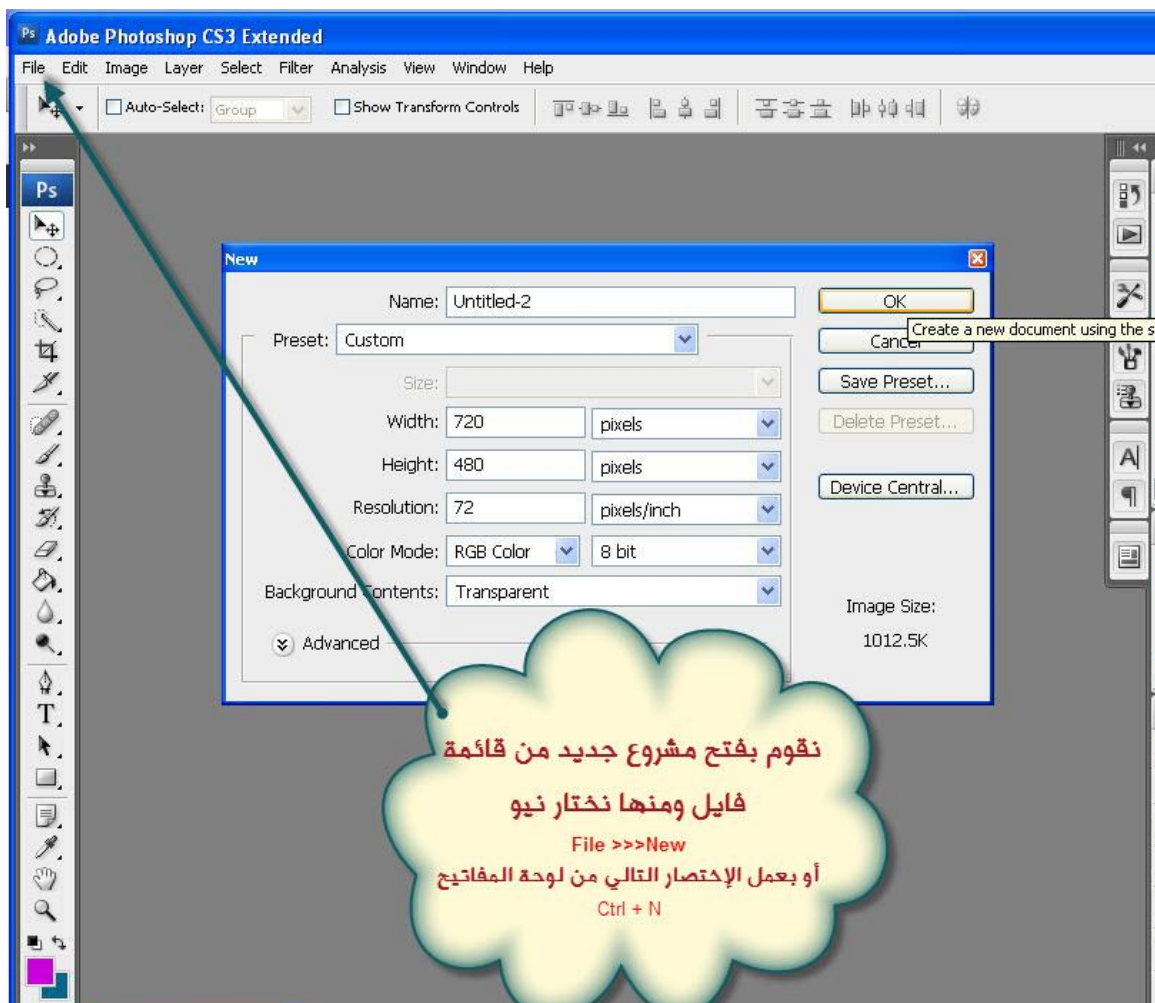 Ps Adobe Photoshop CS3 Extended
File Edit Image Layer Select Filter Analysis View Window Help
Auto-Select: Group Show Transform Controls
Ps
New
Name: Untitled-2 OK
Create a new document using the s
Preset: Custom Cancel
Size: Save Preset...
Width: 720 pixels Delete Preset...
Height: 480 pixels
Device Central...
Resolution: 72 pixels/inch
Color Mode: RGB Color 8 bit
Background Contents: Transparent
Image Size:
Advanced 1012.5K
نقوم بفتح مشروع جديد من قائمة
فايل ومنها نختار نيو
File >>>New
أو بعمل الإختصار التالي من لوحة المفاتيح
Ctrl + N